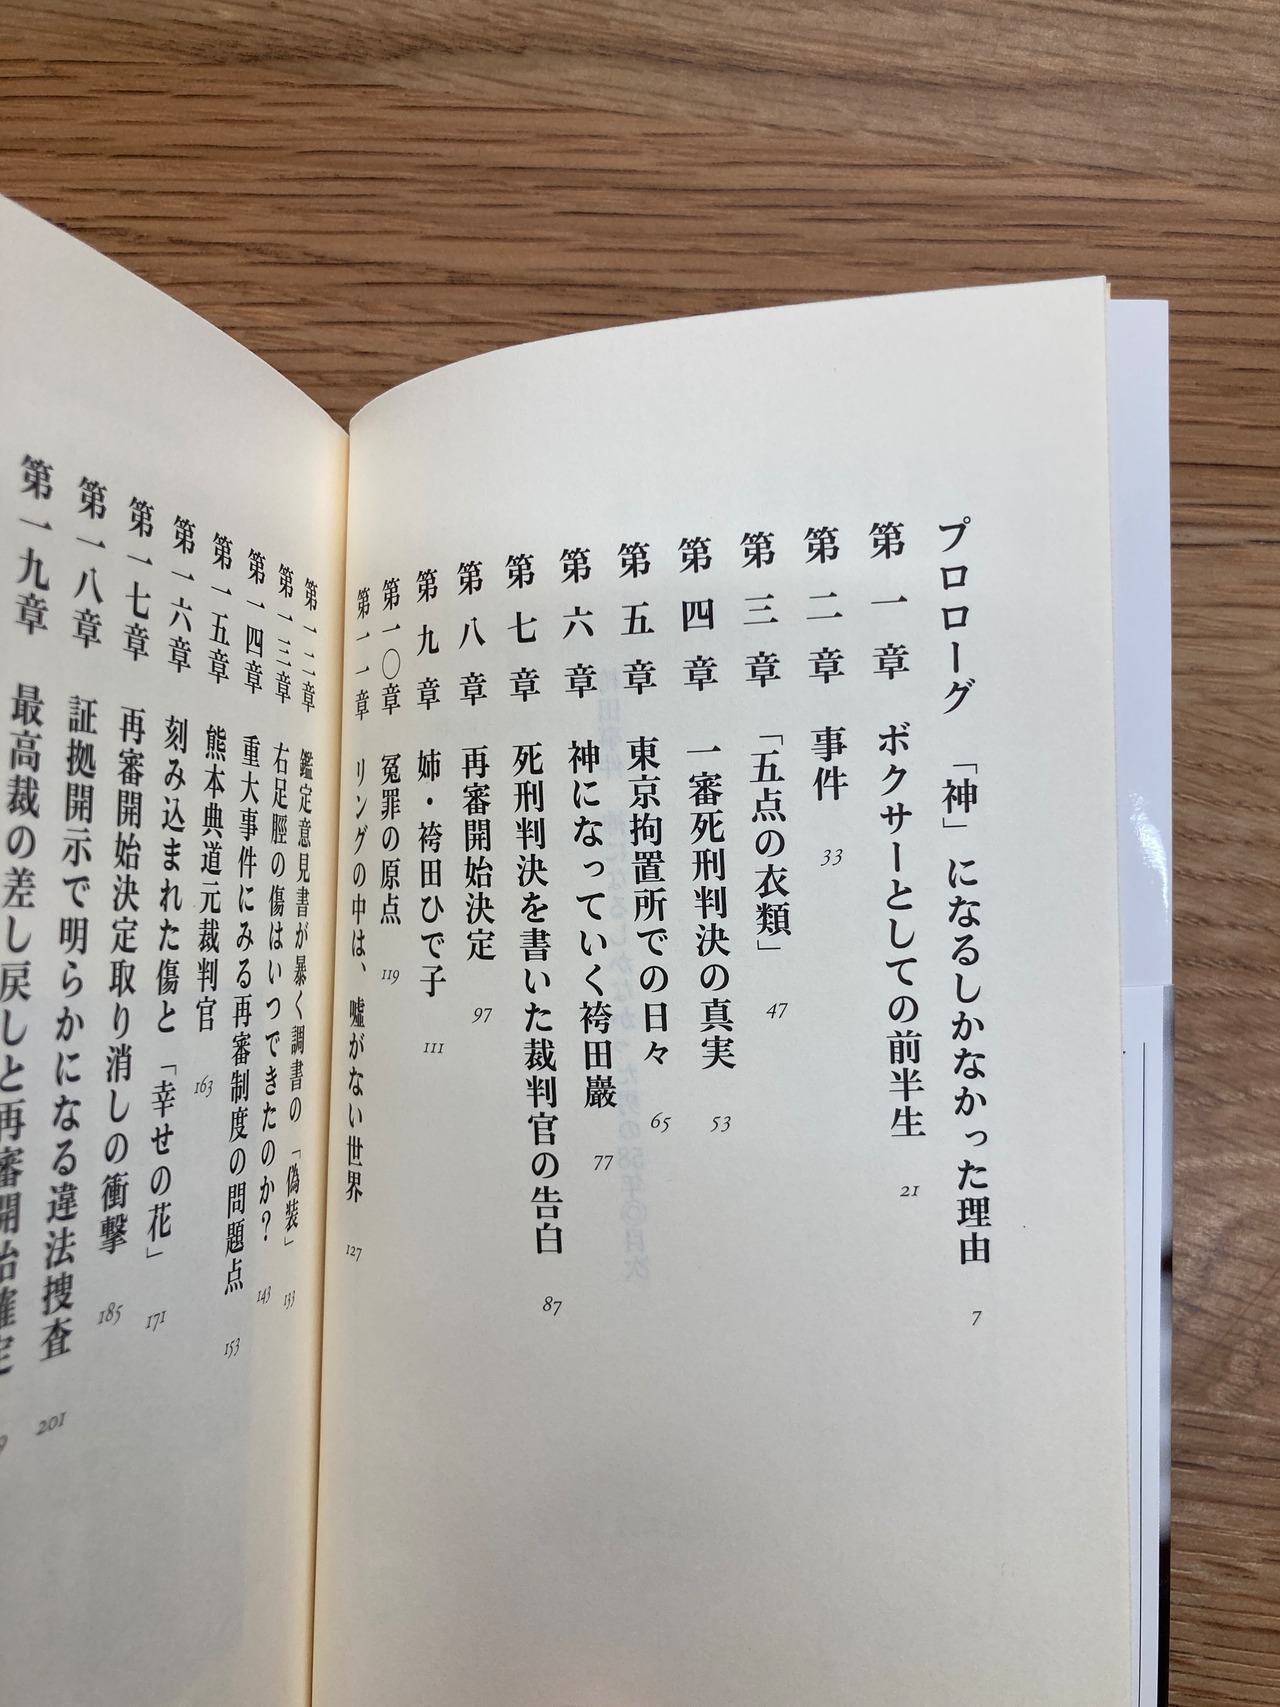 プロローグ 「神」になるしかなかった理由 7
第一章 ボクサーとしての前半生 21
第二章 事件 33
第三章 「五点の衣類」 47
第四章 一審死刑判決の真実 53
第五章 東京拘置所での日々 65
第六章 神になっていく袴田巖 77
第七章 死刑判決を書いた裁判官の告白 87
第八章 再審開始決定 97
第九章 姉・袴田ひで子 111
第一〇章 冤罪の原点 119
第一一章 リングの中は、嘘がない世界 127
第一二章 鑑定意見書が暴く調書の「偽装」 133
第一三章 右足脛の傷はいつできたのか? 143
第一四章 重大事件にみる再審制度の問題点 153
第一五章 熊本典道元裁判官 163
第一六章 刻み込まれた傷と「幸せの花」 171
第一七章 再審開始決定取り消しの衝撃 185
第一八章 証拠開示で明らかになる違法捜査 201
第一九章 最高裁の差し戻しと再審開始確定